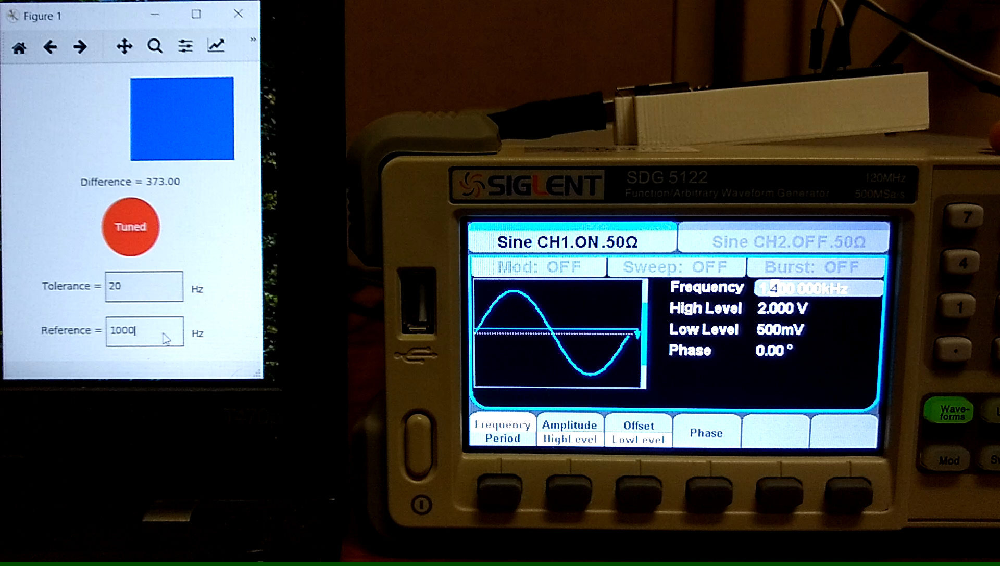 Figure 1
Difference = 373.00
Tuned
Tolerance = 20 Hz
Reference = 1000 Hz
SIGLENT
SDG 5122
Function/Arbitrary Waveform Generator
120MHz
500MSa/s
Sine CH1.ON.50Ω
Sine CH2.OFF.50Ω
Mod: OFF
Sweep: OFF
Burst: OFF
Frequency 1.400 000kHz
High Level 2.000 V
Low Level 500mV
Phase 0.00°
Frequency
Period
Amplitude
HighLevel
Offset
LowLevel
Phase
7
4
1
.
Wave-
forms
Mod